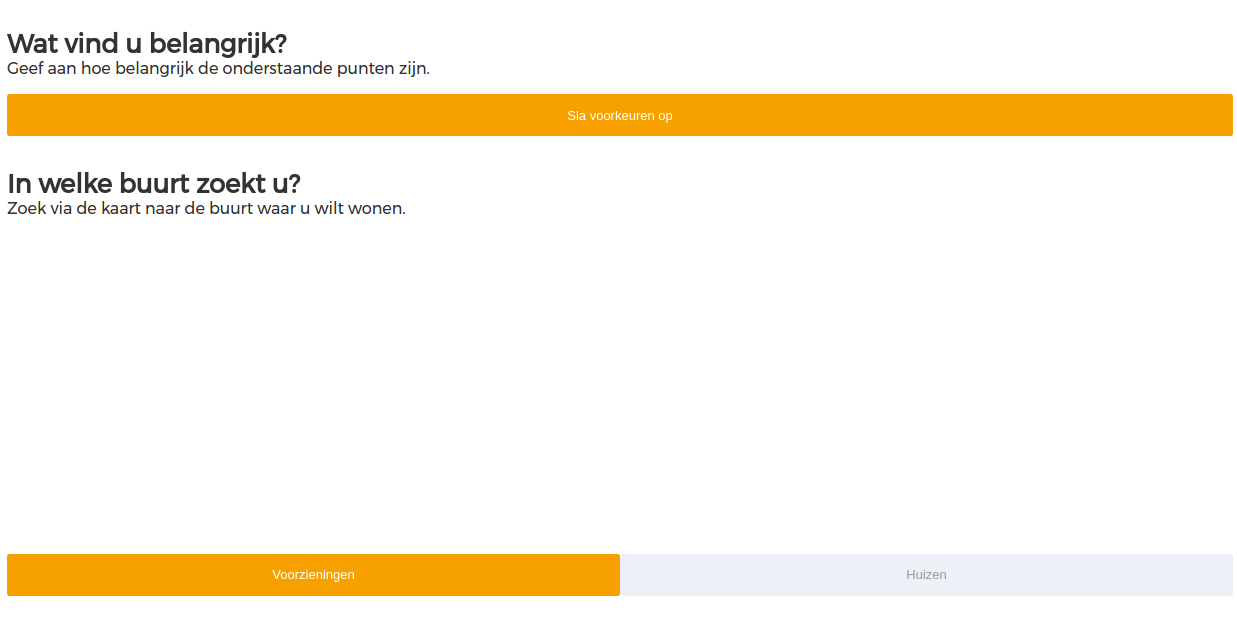 Wat vind u belangrijk?
Geef aan hoe belangrijk de onderstaande punten zijn.
Sla voorkeuren op
In welke buurt zoekt u?
Zoek via de kaart naar de buurt waar u wilt wonen.
Voorzieningen
Huizen